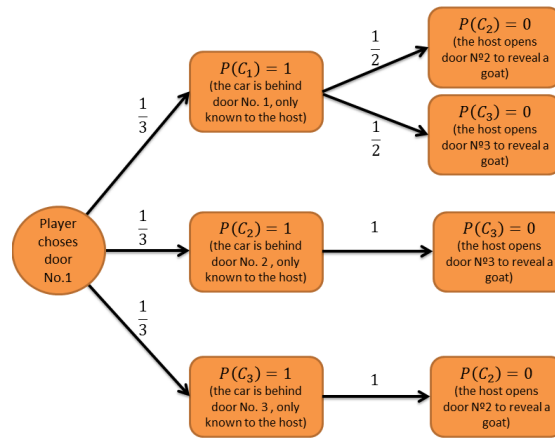 Player
choses
door
No.1
1/3
1/3
1/3
P(C₁) = 1
(the car is behind
door No. 1, only
known to the host)
P(C₂) = 1
(the car is behind
door No. 2 , only
known to the host)
P(C₃) = 1
(the car is behind
door No. 3 , only
known to the host)
1/2
1/2
1
1
P(C₂) = 0
(the host opens
door №2 to reveal a
goat)
P(C₃) = 0
(the host opens
door №3 to reveal a
goat)
P(C₃) = 0
(the host opens
door №3 to reveal a
goat)
P(C₂) = 0
(the host opens
door №2 to reveal a
goat)